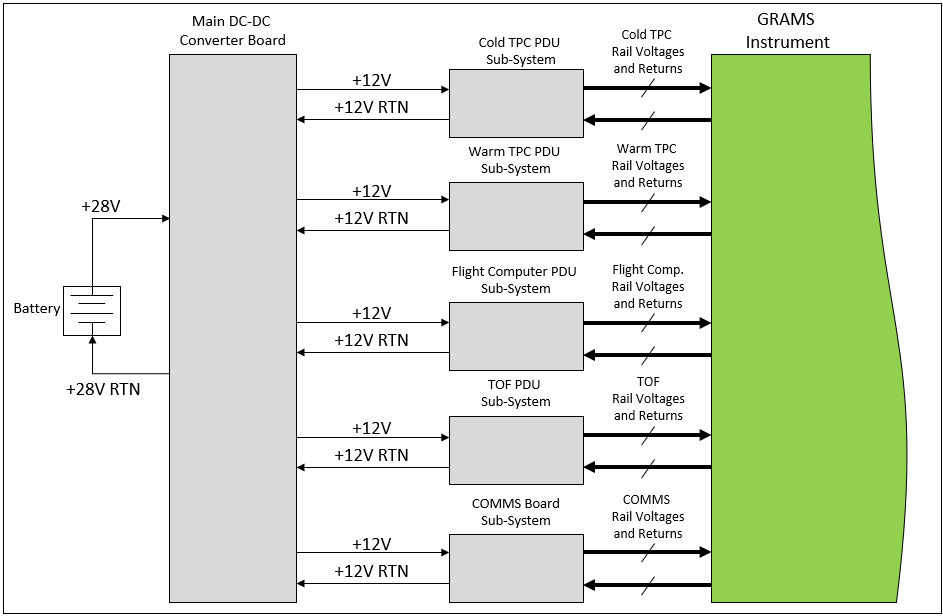 Main DC-DC
Converter Board
GRAMS
Instrument
Cold TPC PDU
Sub-System
Cold TPC
Rail Voltages
and Returns
+12V
+12V RTN
Warm TPC PDU
Sub-System
Warm TPC
Rail Voltages
and Returns
+12V
+12V RTN
+28V
Battery
+28V RTN
Flight Computer PDU
Sub-System
Flight Comp.
Rail Voltages
and Returns
+12V
+12V RTN
TOF PDU
Sub-System
TOF
Rail Voltages
and Returns
+12V
+12V RTN
COMMS Board
Sub-System
COMMS
Rail Voltages
and Returns
+12V
+12V RTN